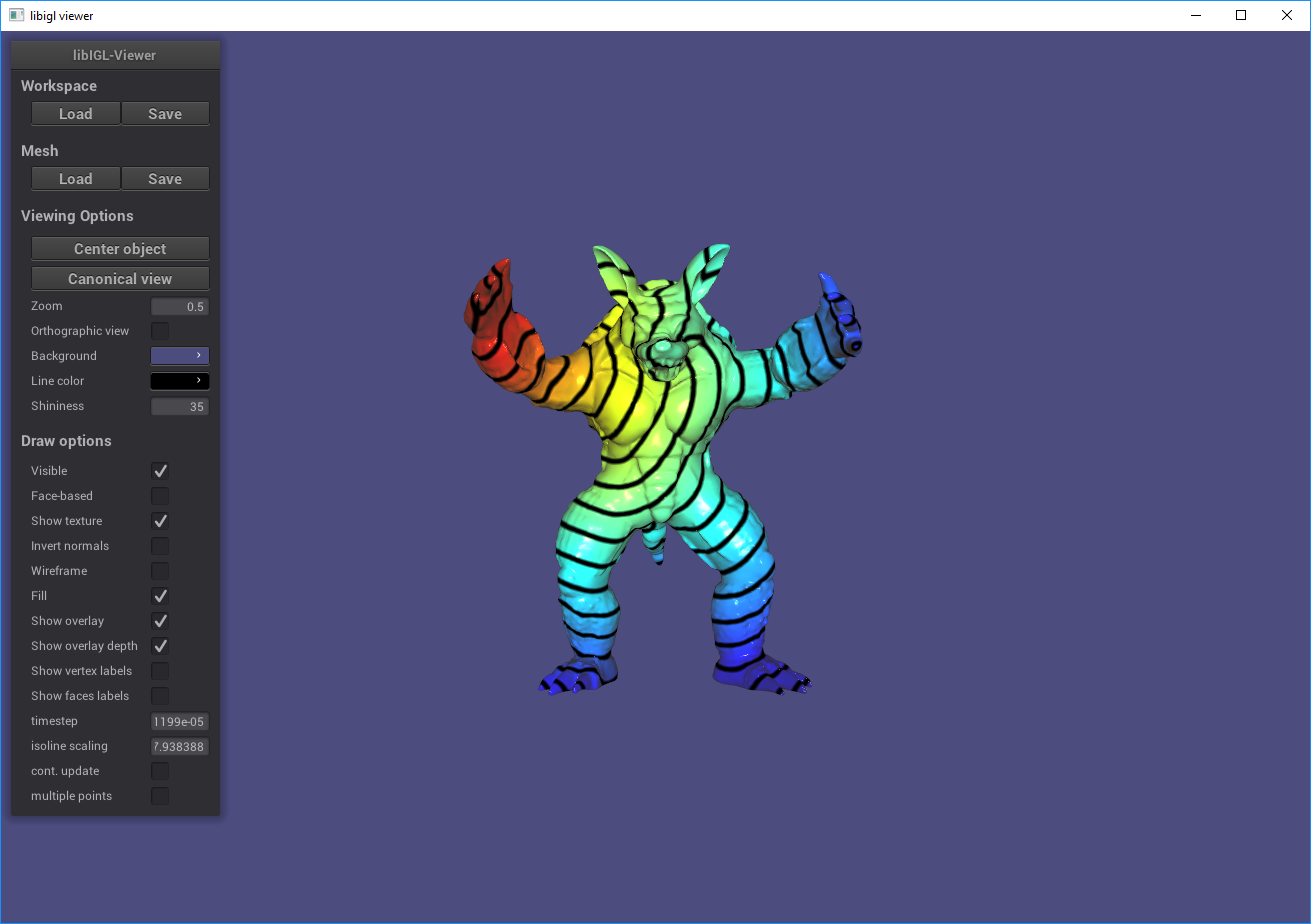 libigl viewer
libIGL-Viewer
Workspace
Load Save
Mesh
Load Save
Viewing Options
Center object
Canonical view
Zoom 0.5
Orthographic view
Background
Line color
Shininess 35
Draw options
Visible
Face-based
Show texture
Invert normals
Wireframe
Fill
Show overlay
Show overlay depth
Show vertex labels
Show faces labels
timestep 1199e-05
isoline scaling 7.938388
cont. update
multiple points